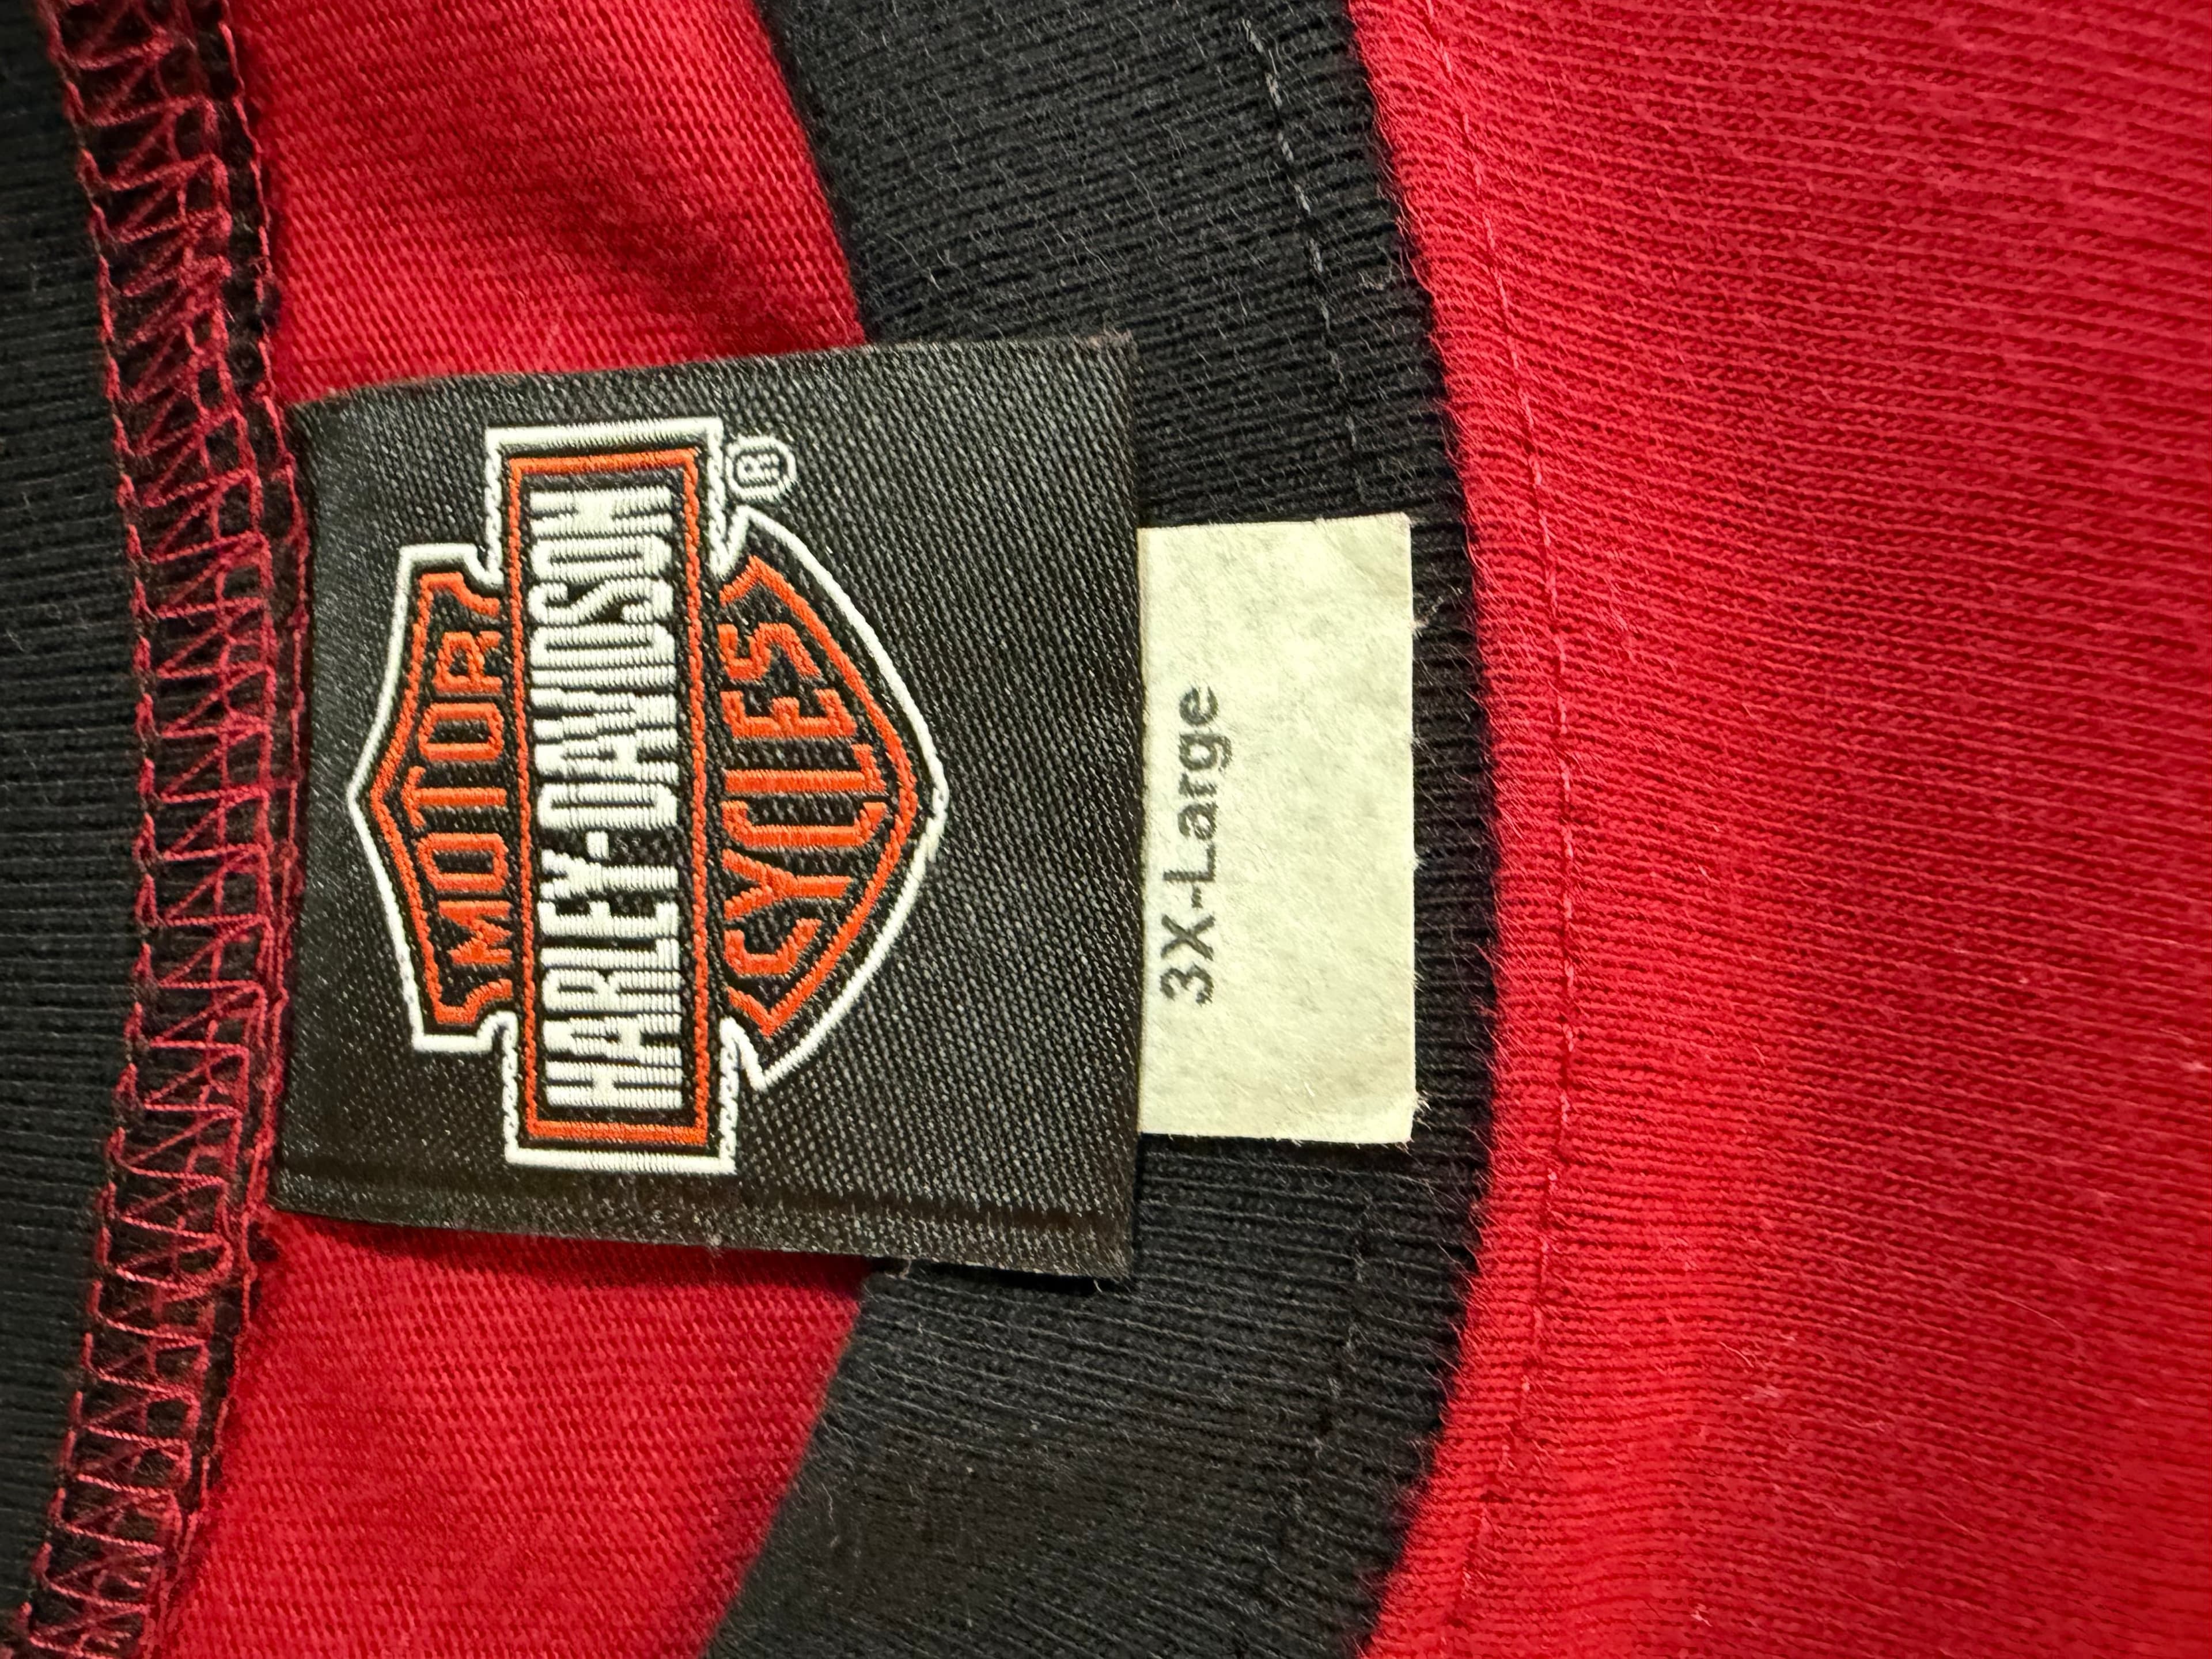 MOTOR
HARLEY-DAVIDSON
®
CYCLES
3X-Large